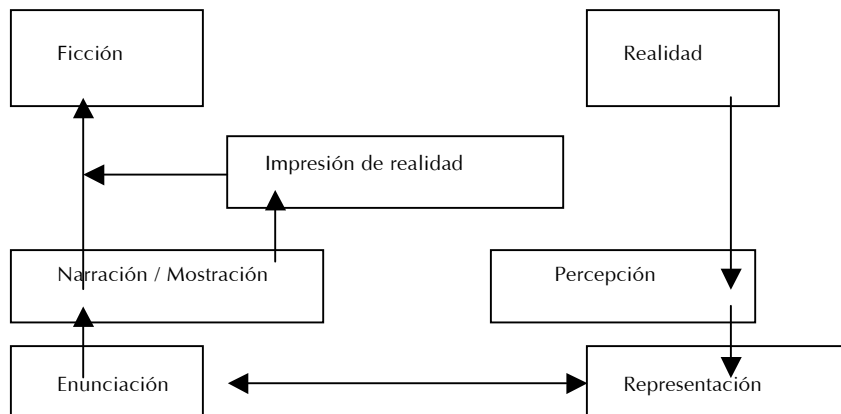 Ficción
Realidad
Impresión de realidad
Narración / Mostración
Percepción
Enunciación
Representación